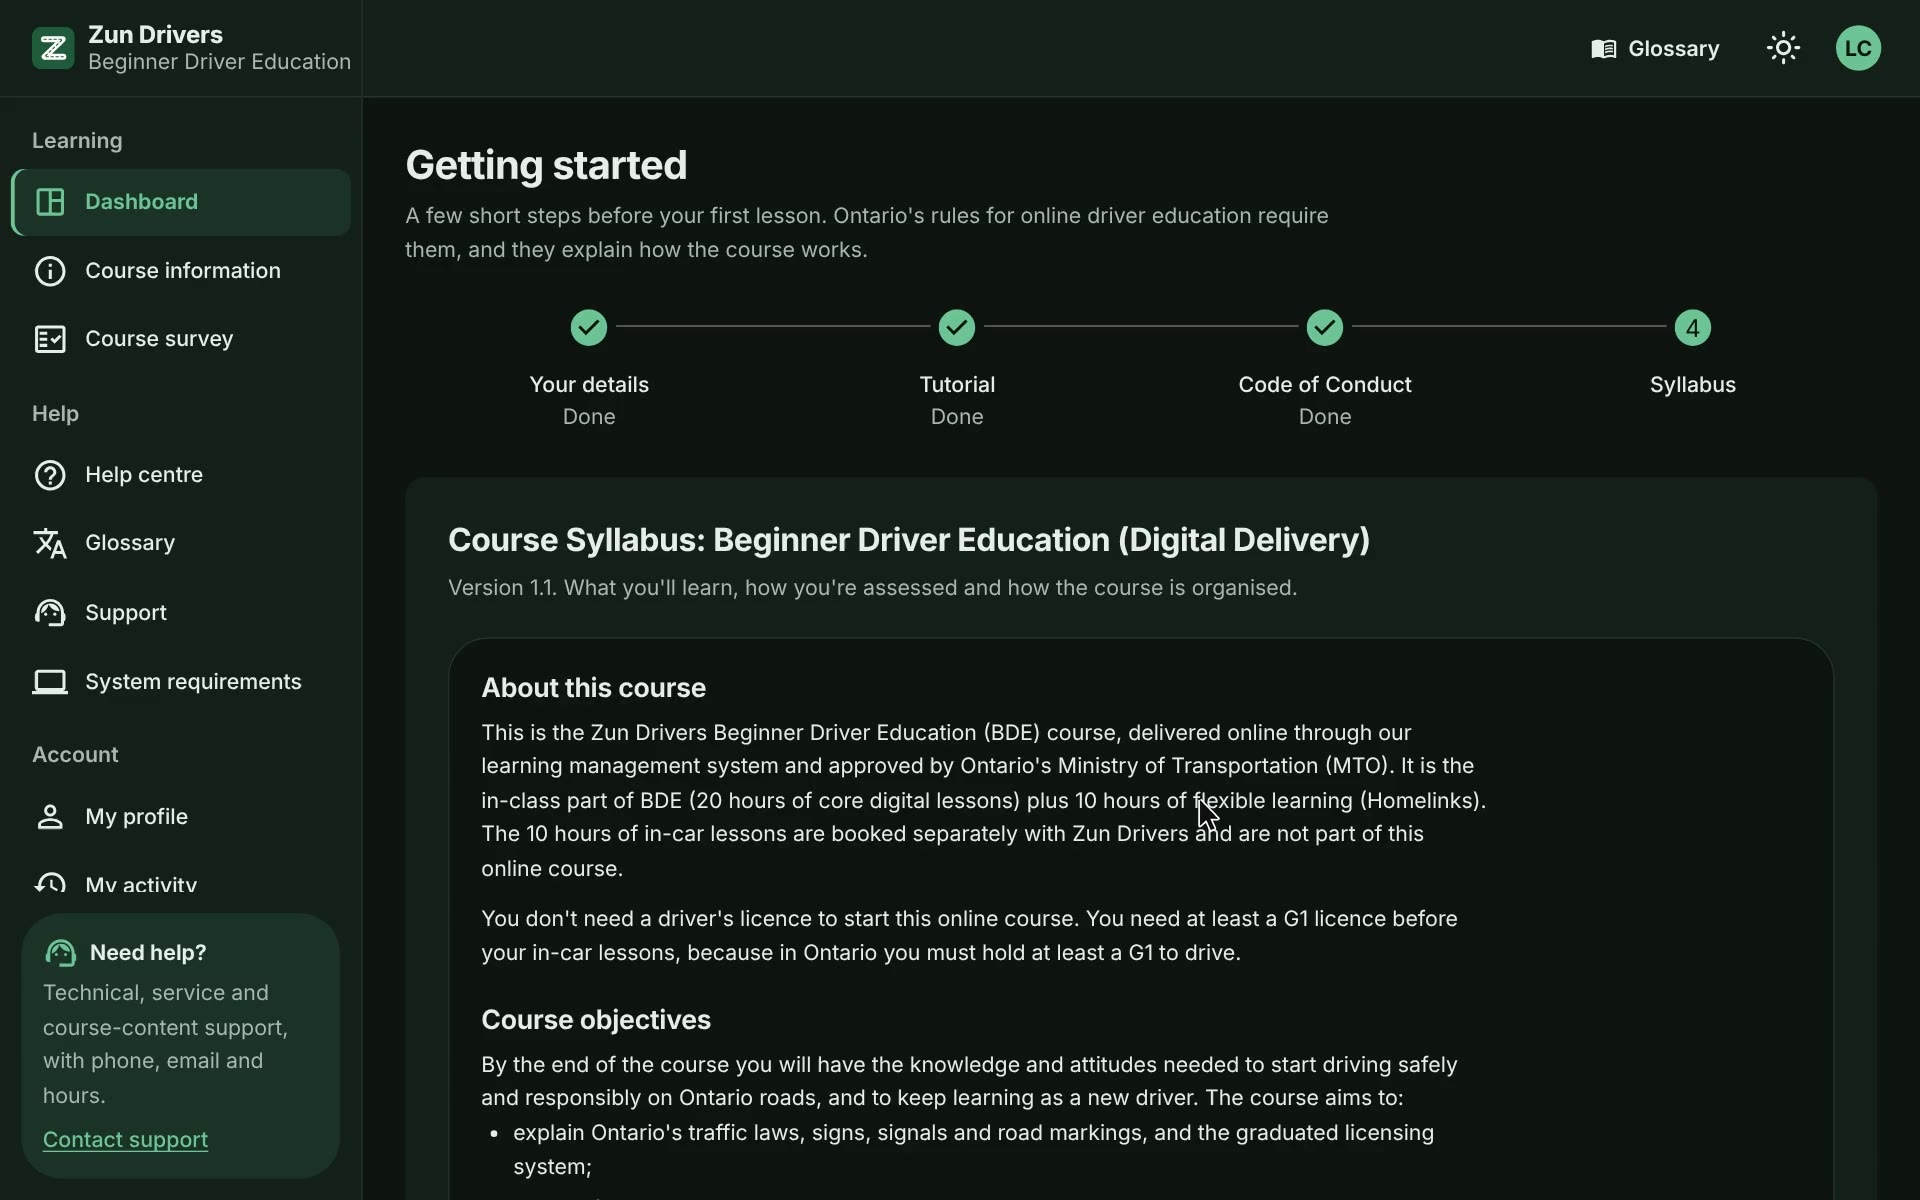 Zun Drivers
Beginner Driver Education
Glossary
LC
Learning
Dashboard
Course information
Course survey
Help
Help centre
Glossary
Support
System requirements
Account
My profile
My activity
Need help?
Technical, service and
course-content support,
with phone, email and
hours.
Contact support
Getting started
A few short steps before your first lesson. Ontario's rules for online driver education require
them, and they explain how the course works.
4
Your details
Done
Tutorial
Done
Code of Conduct
Done
Syllabus
Course Syllabus: Beginner Driver Education (Digital Delivery)
Version 1.1. What you'll learn, how you're assessed and how the course is organised.
About this course
This is the Zun Drivers Beginner Driver Education (BDE) course, delivered online through our
learning management system and approved by Ontario's Ministry of Transportation (MTO). It is the
in-class part of BDE (20 hours of core digital lessons) plus 10 hours of flexible learning (Homelinks).
The 10 hours of in-car lessons are booked separately with Zun Drivers and are not part of this
online course.
You don't need a driver's licence to start this online course. You need at least a G1 licence before
your in-car lessons, because in Ontario you must hold at least a G1 to drive.
Course objectives
By the end of the course you will have the knowledge and attitudes needed to start driving safely
and responsibly on Ontario roads, and to keep learning as a new driver. The course aims to:
• explain Ontario's traffic laws, signs, signals and road markings, and the graduated licensing
system;